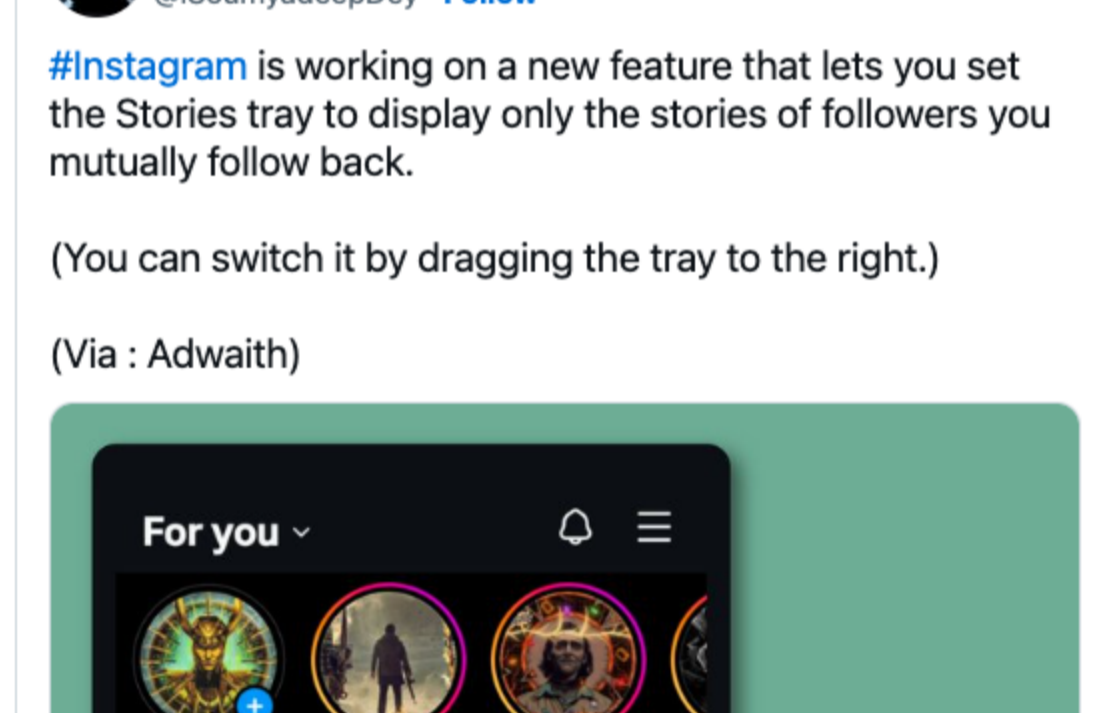 Follow
#Instagram is working on a new feature that lets you set
the Stories tray to display only the stories of followers you
mutually follow back.
(You can switch it by dragging the tray to the right.)
(Via : Adwaith)
For you